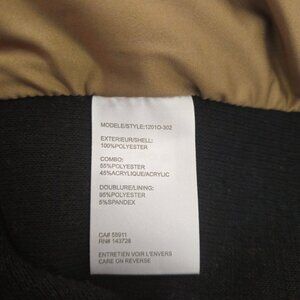 MODELE/STYLE:1201O-302
EXTERIEUR/SHELL:
100%POLYESTER
COMBO:
55%POLYESTER
45%ACRYLIQUE/ACRYLIC
DOUBLURE/LINING:
95%POLYESTER
5%SPANDEX
CA# 58911
RN# 143728
ENTRETIEN VOIR A L'ENVERS
CARE ON REVERSE